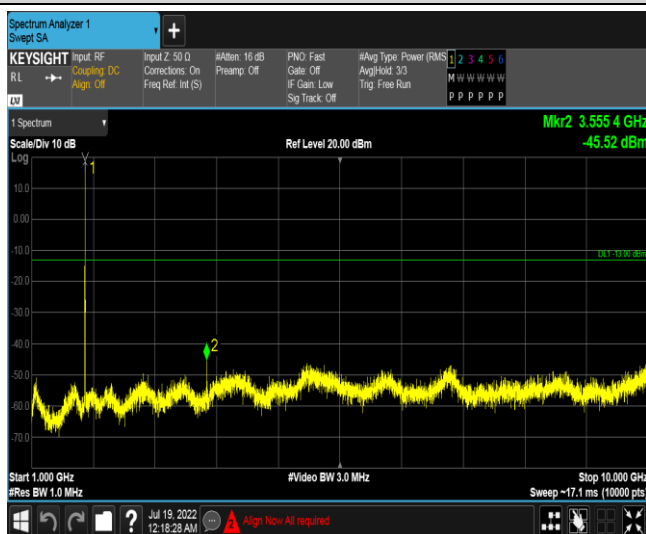 Spectrum Analyzer 1
Swept SA
+
KEYSIGHT
RL
LXI
Input: RF
Coupling: DC
Align: Off
Input Z: 50 Ω
Corrections: On
Freq Ref: Int (S)
#Atten: 16 dB
Preamp: Off
PNO: Fast
Gate: Off
IF Gain: Low
Sig Track: Off
#Avg Type: Power (RMS
Avg|Hold: 3/3
Trig: Free Run
1 2 3 4 5 6
M W W W W W
P P P P P P
1 Spectrum
Mkr2 3.555 4 GHz
-45.52 dBm
Scale/Div 10 dB
Ref Level 20.00 dBm
Log
1
10.0
0.00
-10.0
DL1 -13.00 dBm
-20.0
-30.0
-40.0
2
-50.0
-60.0
-70.0
Start 1.000 GHz
#Video BW 3.0 MHz
Stop 10.000 GHz
#Res BW 1.0 MHz
Sweep ~17.1 ms (10000 pts)
?
Jul 19, 2022
12:18:28 AM
2
Align Now All required